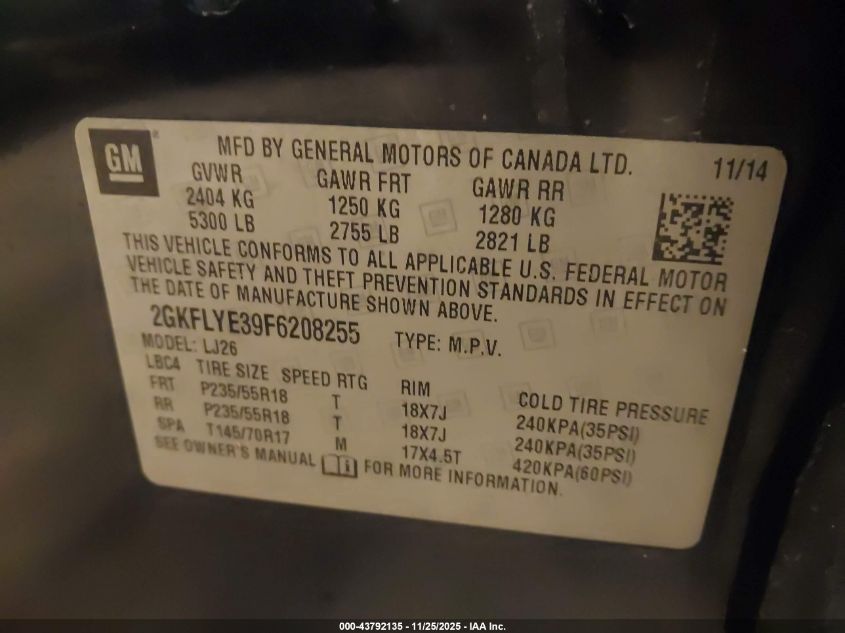 GM
MFD BY GENERAL MOTORS OF CANADA LTD. 11/14
GVWR GAWR FRT GAWR RR
2404 KG 1250 KG 1280 KG
5300 LB 2755 LB 2821 LB
THIS VEHICLE CONFORMS TO ALL APPLICABLE U.S. FEDERAL MOTOR
VEHICLE SAFETY AND THEFT PREVENTION STANDARDS IN EFFECT ON
THE DATE OF MANUFACTURE SHOWN ABOVE.
2GKFLYE39F6208255 TYPE: M.P.V.
MODEL: LJ26
LBC4 TIRE SIZE SPEED RTG RIM COLD TIRE PRESSURE
FRT P235/55R18 T 18X7J 240KPA(35PSI)
RR P235/55R18 T 18X7J 240KPA(35PSI)
SPA T145/70R17 M 17X4.5T 420KPA(60PSI)
SEE OWNER'S MANUAL FOR MORE INFORMATION.
000-43792135 - 11/25/2025 - IAA Inc.